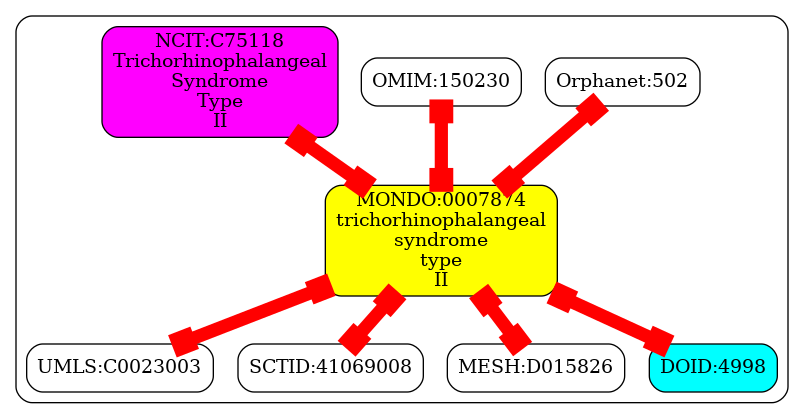 NCIT:C75118
Trichorhinophalangeal
Syndrome
Type
II
OMIM:150230
Orphanet:502
MONDO:0007874
trichorhinophalangeal
syndrome
type
II
UMLS:C0023003
SCTID:41069008
MESH:D015826
DOID:4998